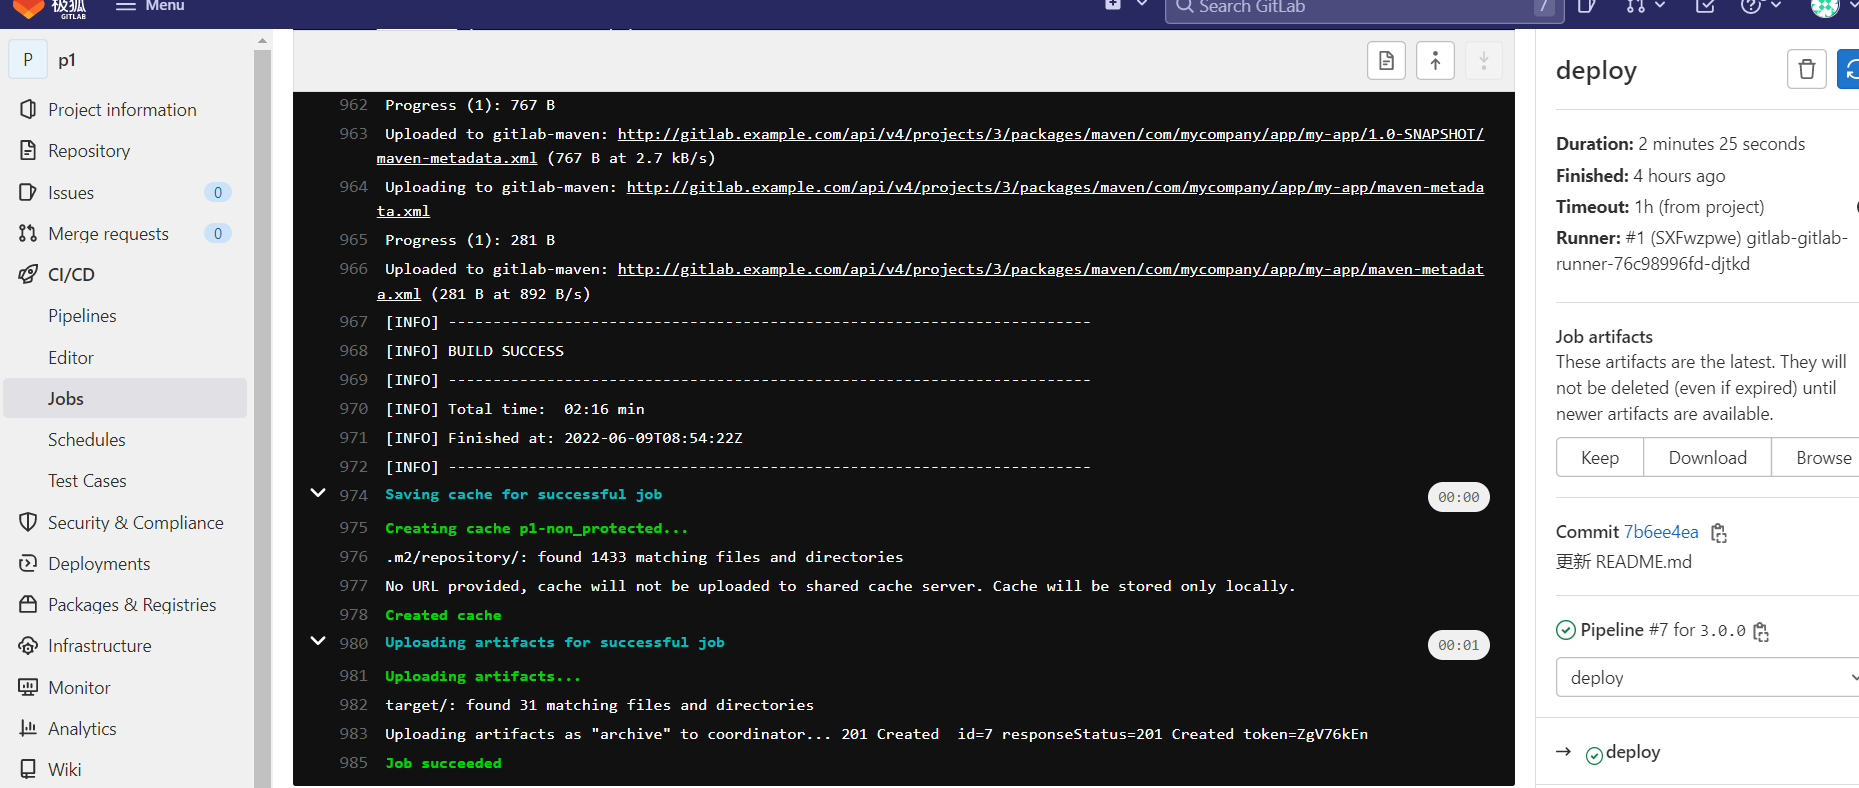 极狐
GITLAB
Menu
Search GitLab
/
P
p1
Project information
Repository
Issues
0
Merge requests
0
CI/CD
Pipelines
Editor
Jobs
Schedules
Test Cases
Security & Compliance
Deployments
Packages & Registries
Infrastructure
Monitor
Analytics
Wiki
962 Progress (1): 767 B
963 Uploaded to gitlab-maven: http://gitlab.example.com/api/v4/projects/3/packages/maven/com/mycompany/app/my-app/1.0-SNAPSHOT/
maven-metadata.xml (767 B at 2.7 kB/s)
964 Uploading to gitlab-maven: http://gitlab.example.com/api/v4/projects/3/packages/maven/com/mycompany/app/my-app/maven-metada
ta.xml
965 Progress (1): 281 B
966 Uploaded to gitlab-maven: http://gitlab.example.com/api/v4/projects/3/packages/maven/com/mycompany/app/my-app/maven-metadat
a.xml (281 B at 892 B/s)
967 [INFO] ------------------------------------------------------------------------
968 [INFO] BUILD SUCCESS
969 [INFO] ------------------------------------------------------------------------
970 [INFO] Total time:  02:16 min
971 [INFO] Finished at: 2022-06-09T08:54:22Z
972 [INFO] ------------------------------------------------------------------------
974 Saving cache for successful job 00:00
975 Creating cache p1-non_protected...
976 .m2/repository/: found 1433 matching files and directories
977 No URL provided, cache will not be uploaded to shared cache server. Cache will be stored only locally.
978 Created cache
980 Uploading artifacts for successful job 00:01
981 Uploading artifacts...
982 target/: found 31 matching files and directories
983 Uploading artifacts as "archive" to coordinator... 201 Created  id=7 responseStatus=201 Created token=ZgV76kEn
985 Job succeeded
deploy
Duration: 2 minutes 25 seconds
Finished: 4 hours ago
Timeout: 1h (from project)
Runner: #1 (SXFwzpwe) gitlab-gitlab-
runner-76c98996fd-djtkd
Job artifacts
These artifacts are the latest. They will
not be deleted (even if expired) until
newer artifacts are available.
Keep
Download
Browse
Commit 7b6ee4ea
更新 README.md
Pipeline #7 for 3.0.0
deploy
→ deploy